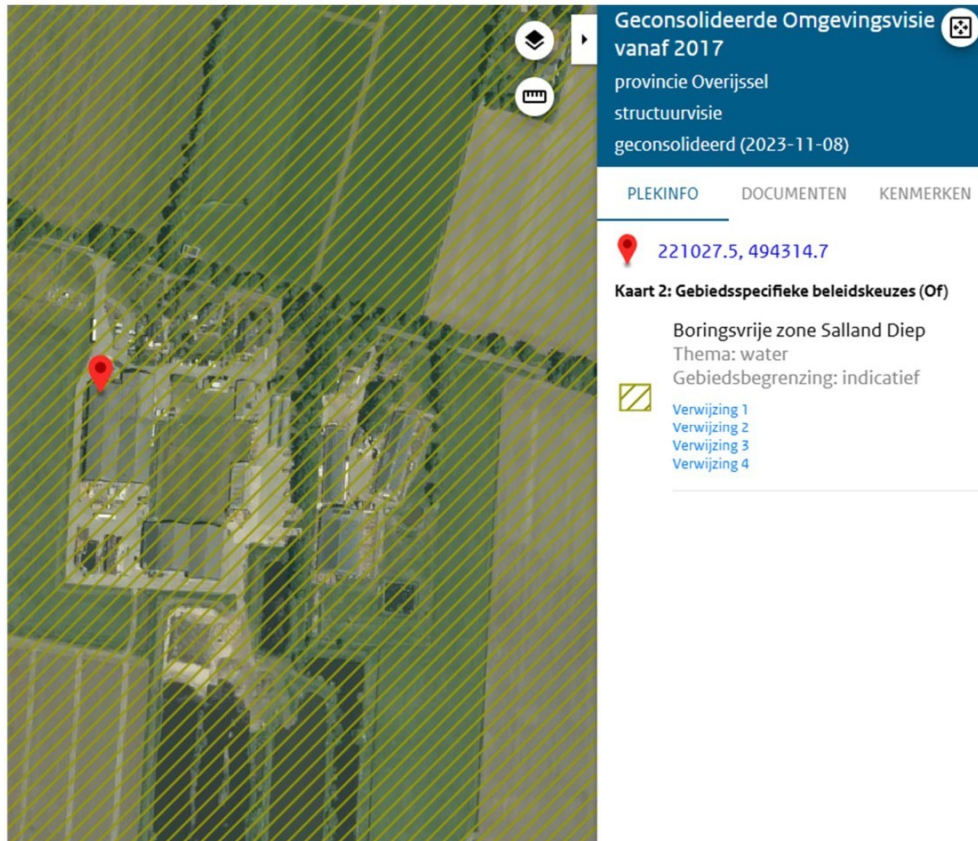 Geconsolideerde Omgevingsvisie
vanaf 2017
provincie Overijssel
structuurvisie
geconsolideerd (2023-11-08)
PLEKINFO DOCUMENTEN KENMERKEN
221027.5, 494314.7
Kaart 2: Gebiedsspecifieke beleidskeuzes (Of)
Boringsvrije zone Salland Diep
Thema: water
Gebiedsbegrenzing: indicatief
Verwijzing 1
Verwijzing 2
Verwijzing 3
Verwijzing 4